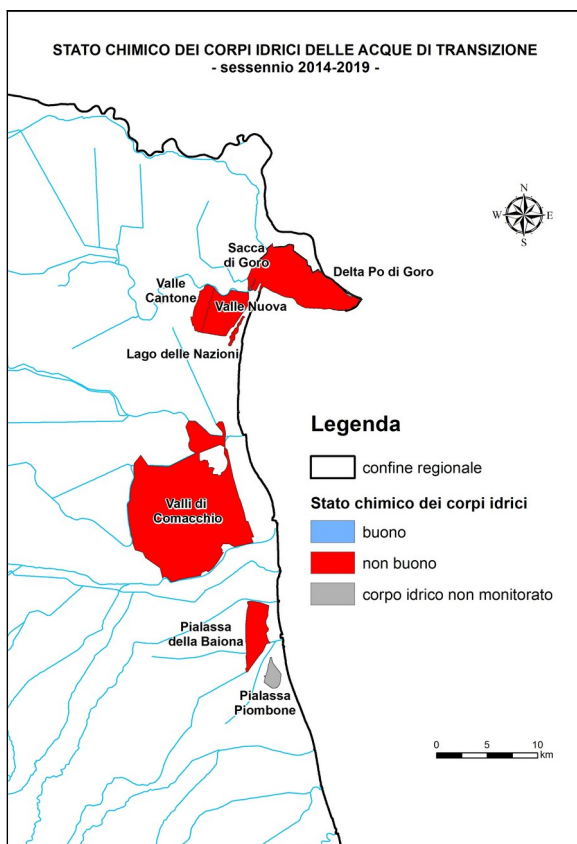 STATO CHIMICO DEI CORPI IDRICI DELLE ACQUE DI TRANSIZIONE
- sessennio 2014-2019 -
N
W
E
S
Sacca
di Goro
Delta Po di Goro
Valle
Cantone
Valle Nuova
Lago delle Nazioni
Legenda
confine regionale
Stato chimico dei corpi idrici
buono
non buono
corpo idrico non monitorato
Valli di
Comacchio
Pialassa
della Baiona
Pialassa
Piombone
0 5 10
km